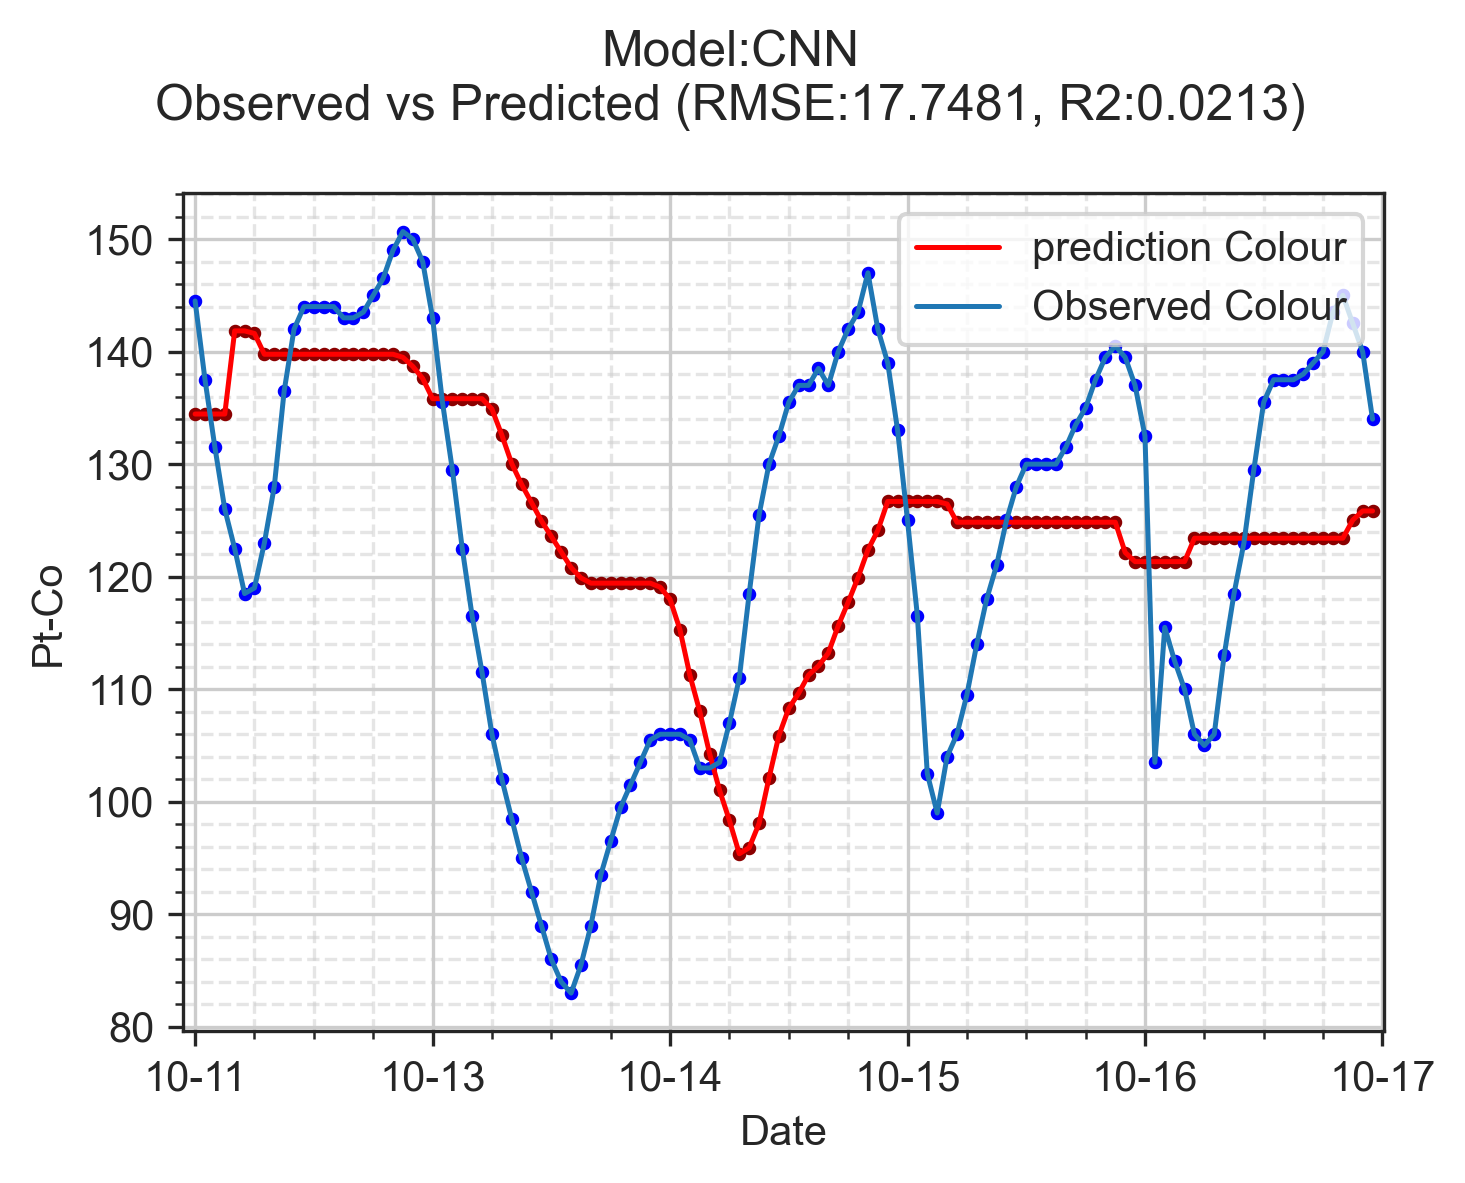 Model:CNN
Observed vs Predicted (RMSE:17.7481, R2:0.0213)
prediction Colour
Observed Colour
150
140
130
120
110
100
90
80
Pt-Co
10-11 10-13 10-14 10-15 10-16 10-17
Date